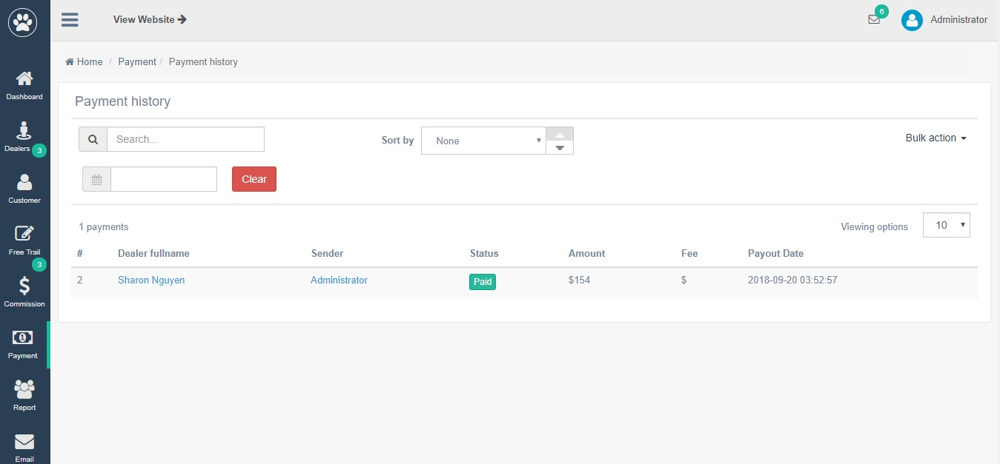 View Website
6
Administrator
Home / Payment / Payment history
Dashboard
Dealers 3
Customer
Free Trail
3
Commission
Payment
Report
Email
Payment history
Search...
Sort by None
Bulk action
Clear
1 payments
Viewing options 10
# Dealer fullname Sender Status Amount Fee Payout Date
2 Sharon Nguyen Administrator Paid $154 $ 2018-09-20 03:52:57